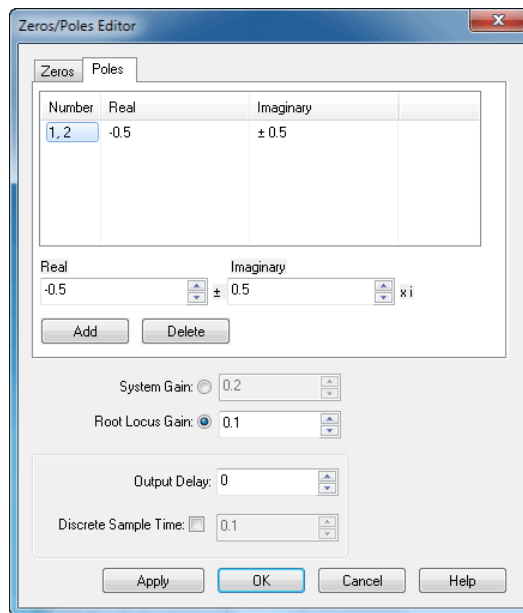 Zeros/Poles Editor
Zeros Poles
Number Real Imaginary
1, 2 -0.5 ± 0.5
Real Imaginary
-0.5 ± 0.5 x i
Add Delete
System Gain: 0.2
Root Locus Gain: 0.1
Output Delay: 0
Discrete Sample Time: 0.1
Apply OK Cancel Help